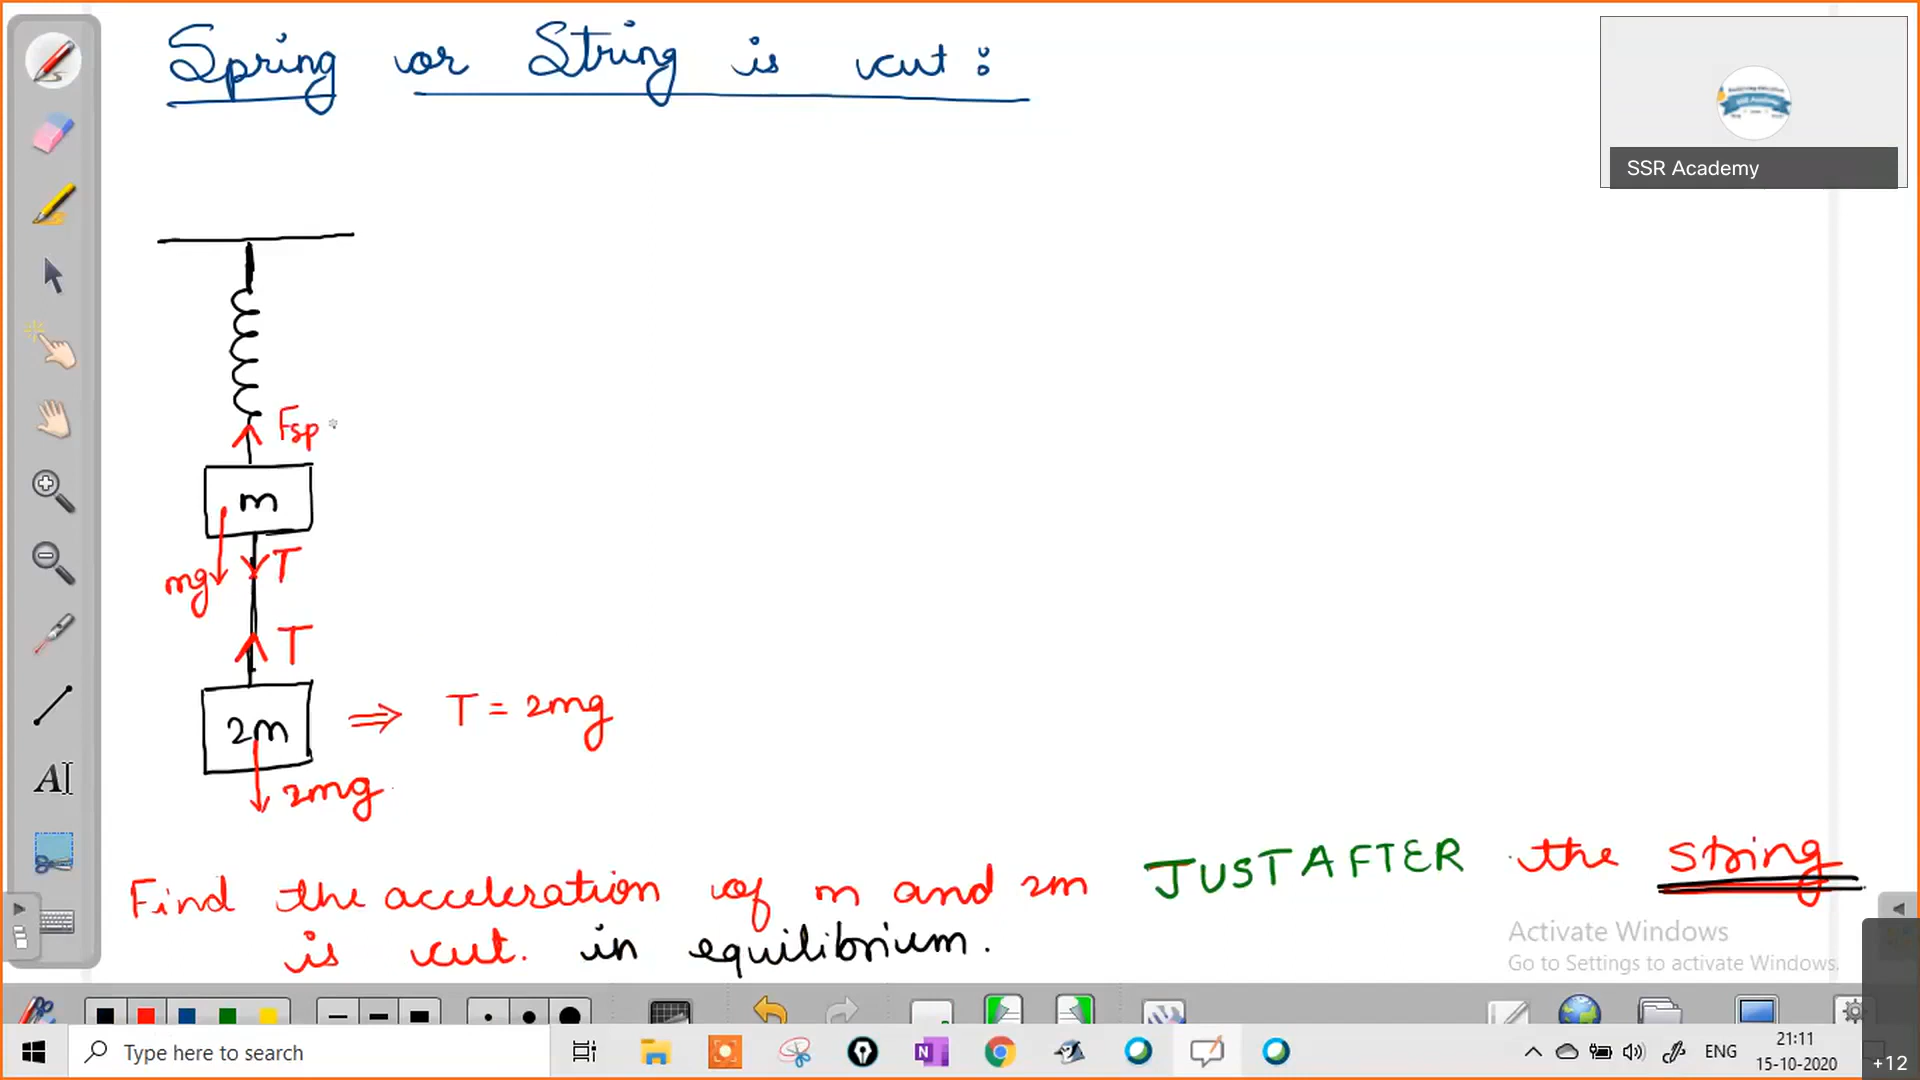 Spring or String is cut :
SSR Academy
Fsp
m
mg
T
T
2m
⇒ T = 2mg
2mg
Find the acceleration of m and 2m JUST AFTER the string
is cut. in equilibrium.
Activate Windows
Go to Settings to activate Windows.
A
Type here to search
ENG
21:11
15-10-2020
+12